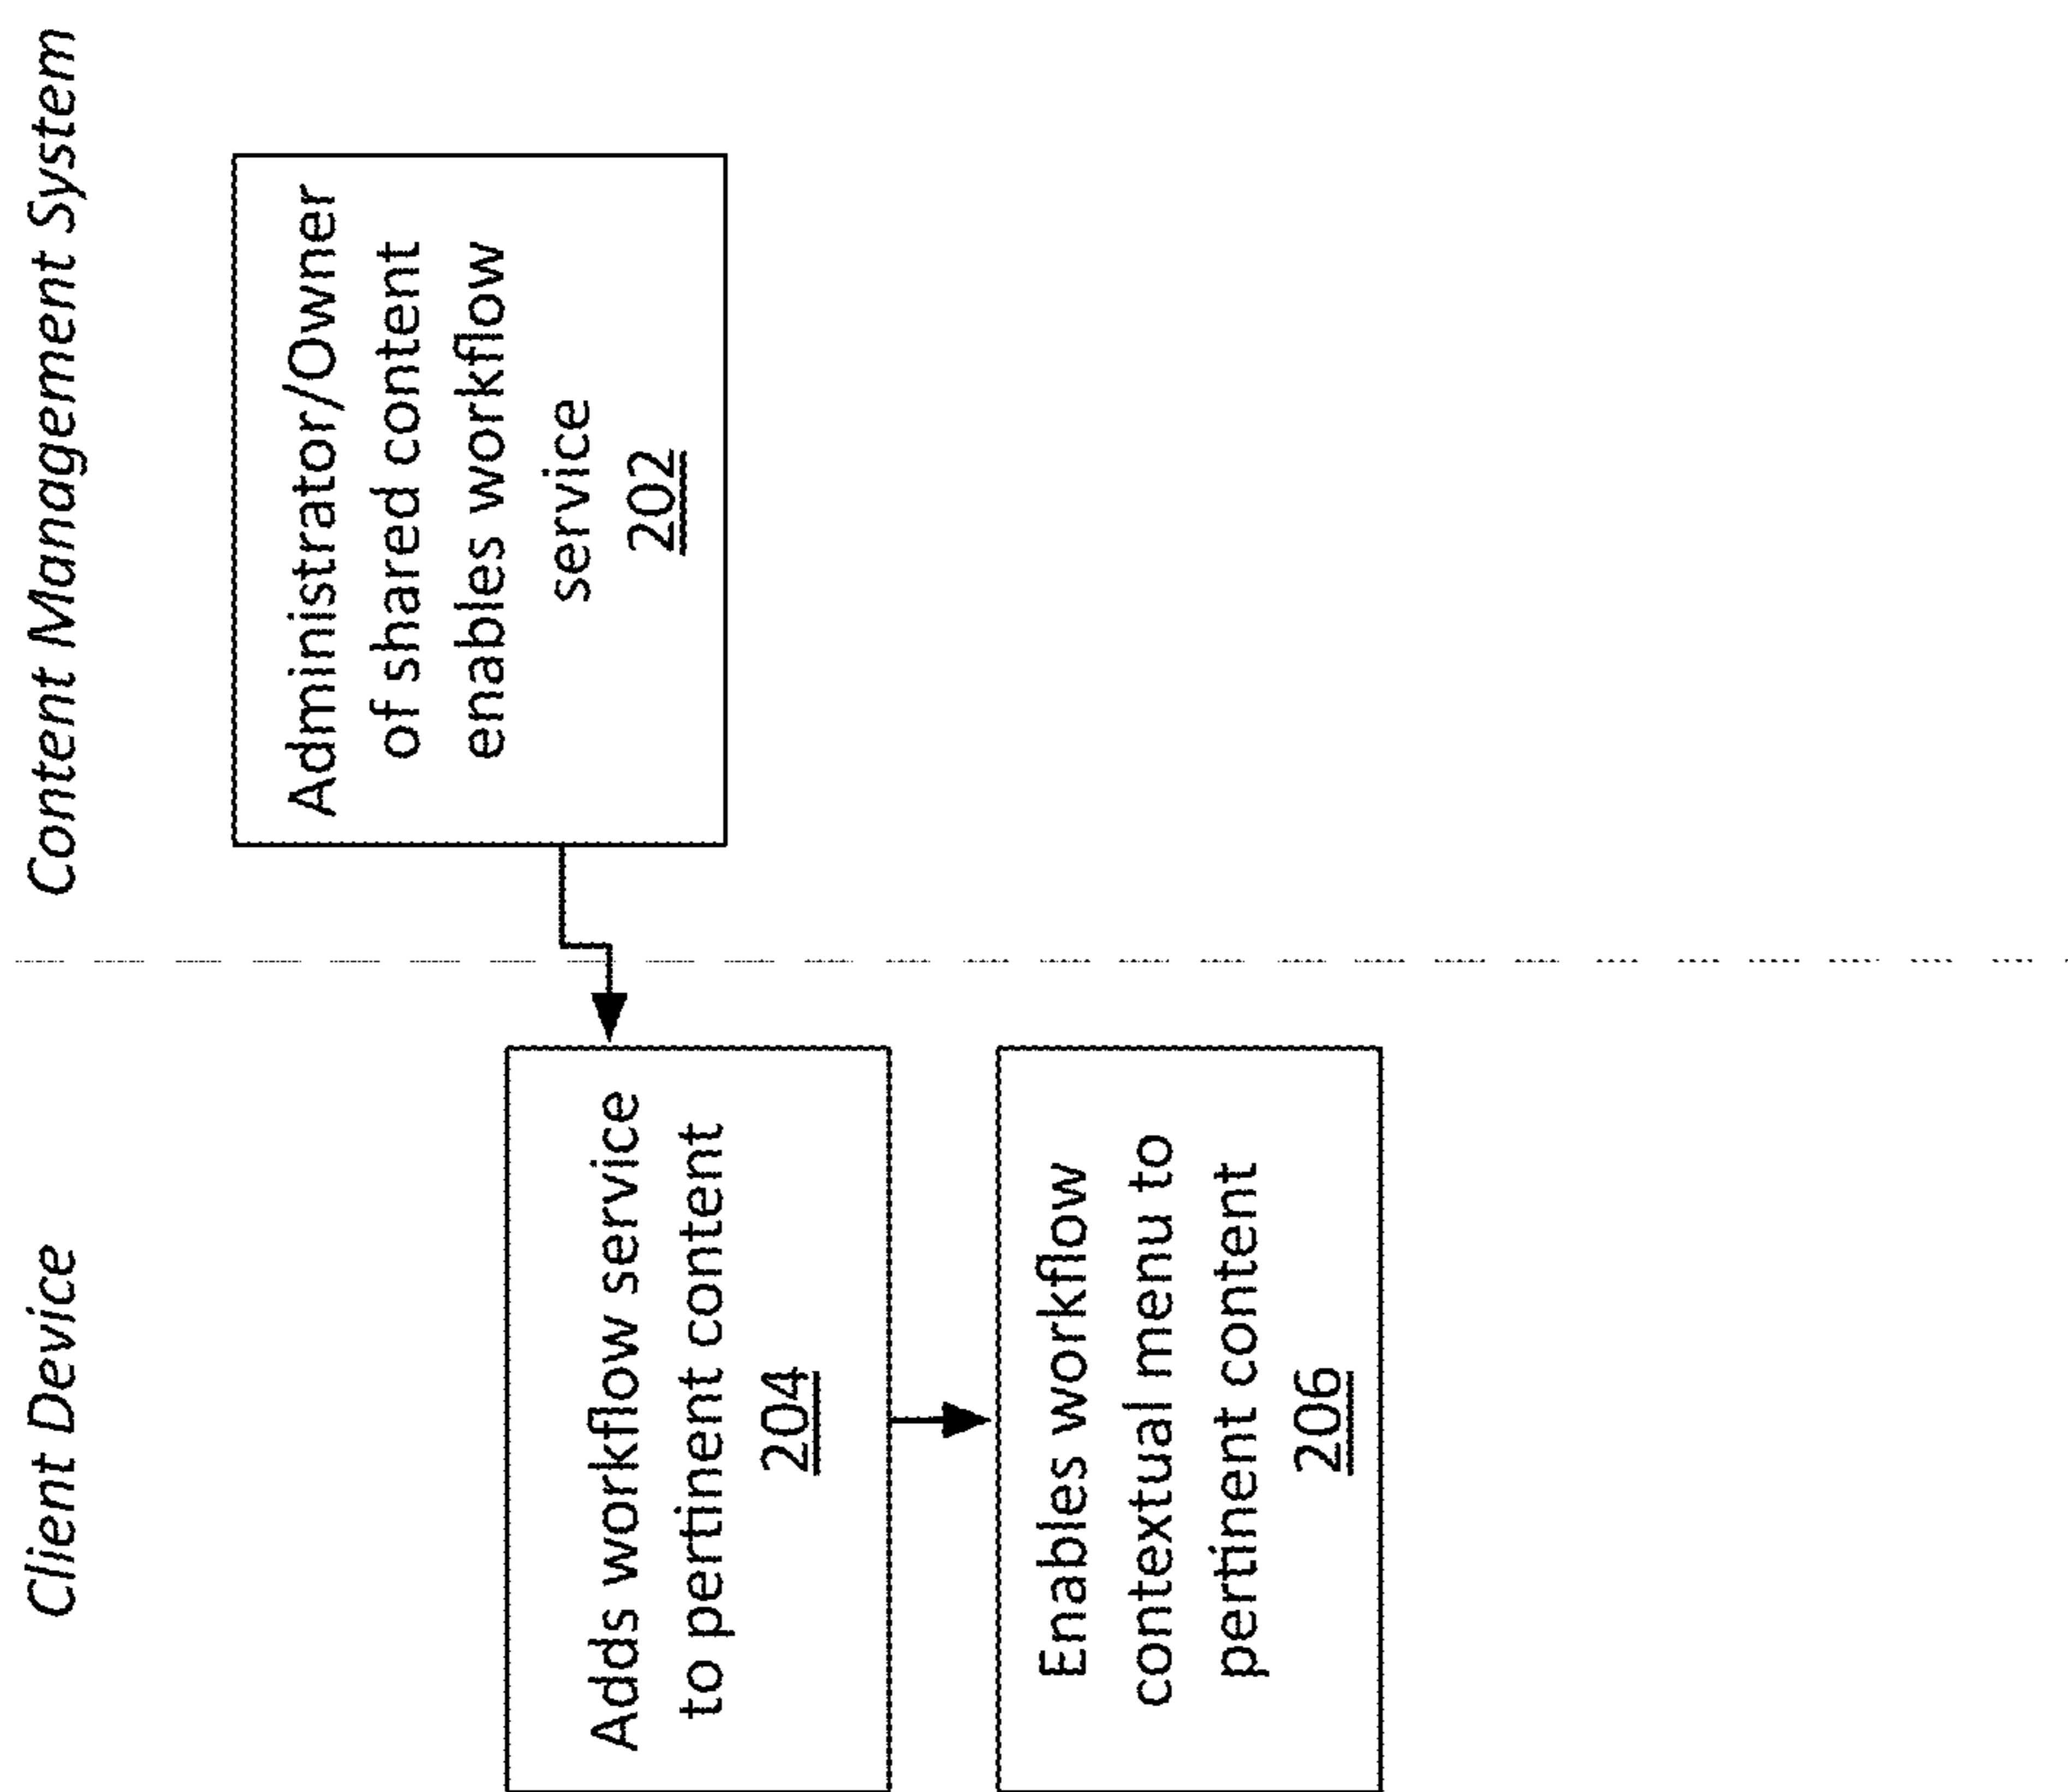 Client Device
Content Management System
Administrator/Owner
of shared content
enables workflow
service
202
Adds workflow service
to pertinent content
204
Enables workflow
contextual menu to
pertinent content
206